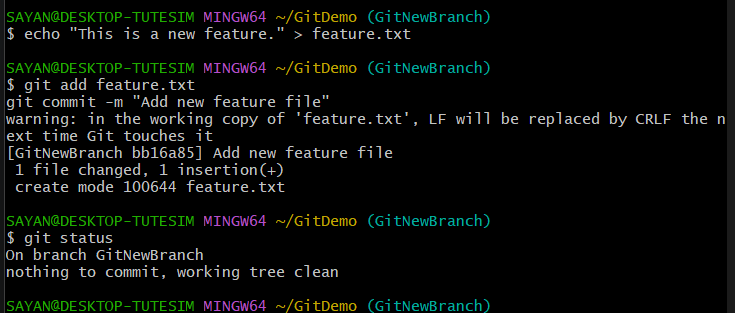 SAYAN@DESKTOP-TUTESIM MINGW64 ~/GitDemo (GitNewBranch)
$ echo "This is a new feature." > feature.txt
SAYAN@DESKTOP-TUTESIM MINGW64 ~/GitDemo (GitNewBranch)
$ git add feature.txt
git commit -m "Add new feature file"
warning: in the working copy of 'feature.txt', LF will be replaced by CRLF the n
ext time Git touches it
[GitNewBranch bb16a85] Add new feature file
 1 file changed, 1 insertion(+)
 create mode 100644 feature.txt
SAYAN@DESKTOP-TUTESIM MINGW64 ~/GitDemo (GitNewBranch)
$ git status
On branch GitNewBranch
nothing to commit, working tree clean
SAYAN@DESKTOP-TUTESIM MINGW64 ~/GitDemo (GitNewBranch)